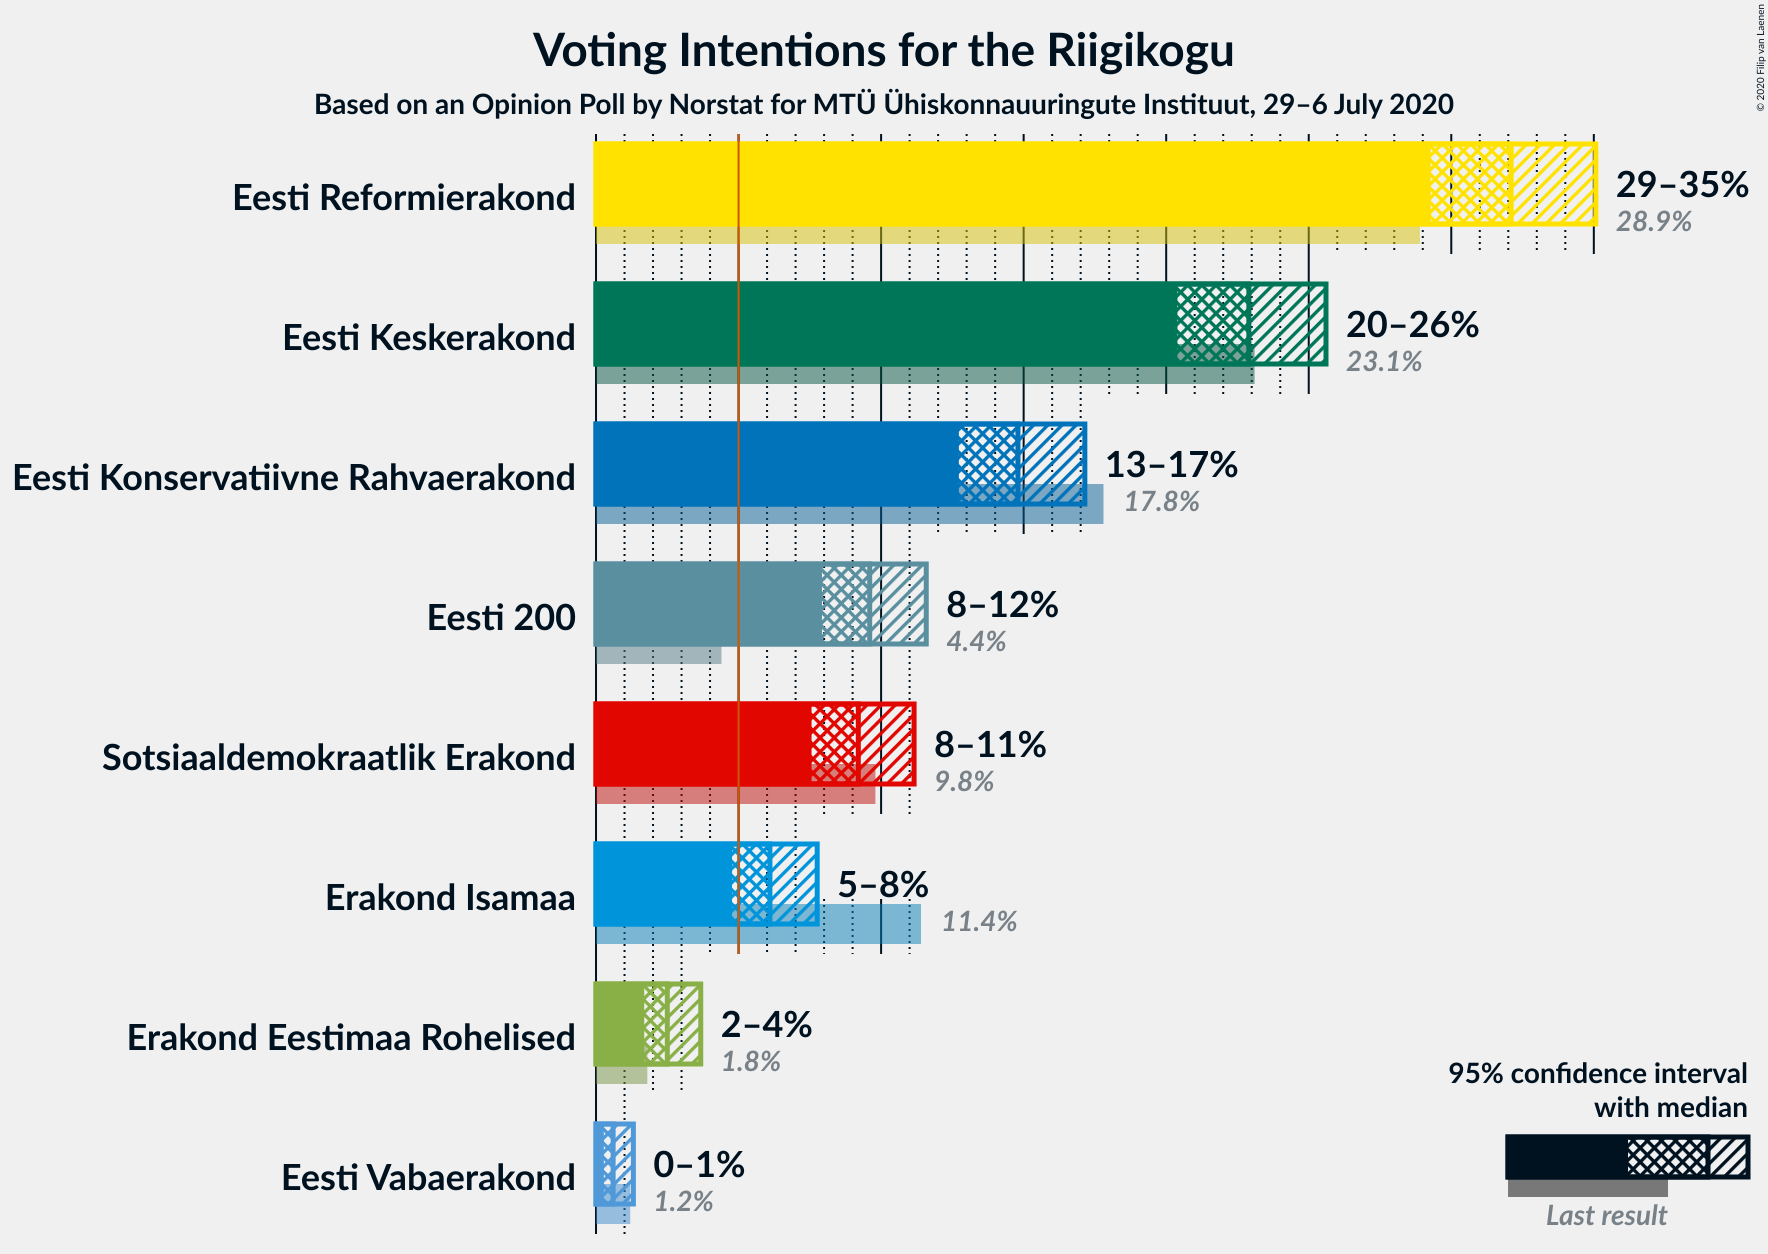 Voting Intentions for the Riigikogu
Based on an Opinion Poll by Norstat for MTÜ Ühiskonnauuringute Instituut, 29–6 July 2020
© 2020 Filip van Laenen
Eesti Reformierakond
29–35%
28.9%
Eesti Keskerakond
20–26%
23.1%
Eesti Konservatiivne Rahvaerakond
13–17%
17.8%
Eesti 200
8–12%
4.4%
Sotsiaaldemokraatlik Erakond
8–11%
9.8%
Erakond Isamaa
5–8%
11.4%
Erakond Eestimaa Rohelised
2–4%
1.8%
Eesti Vabaerakond
0–1%
1.2%
95% confidence interval
with median
Last result